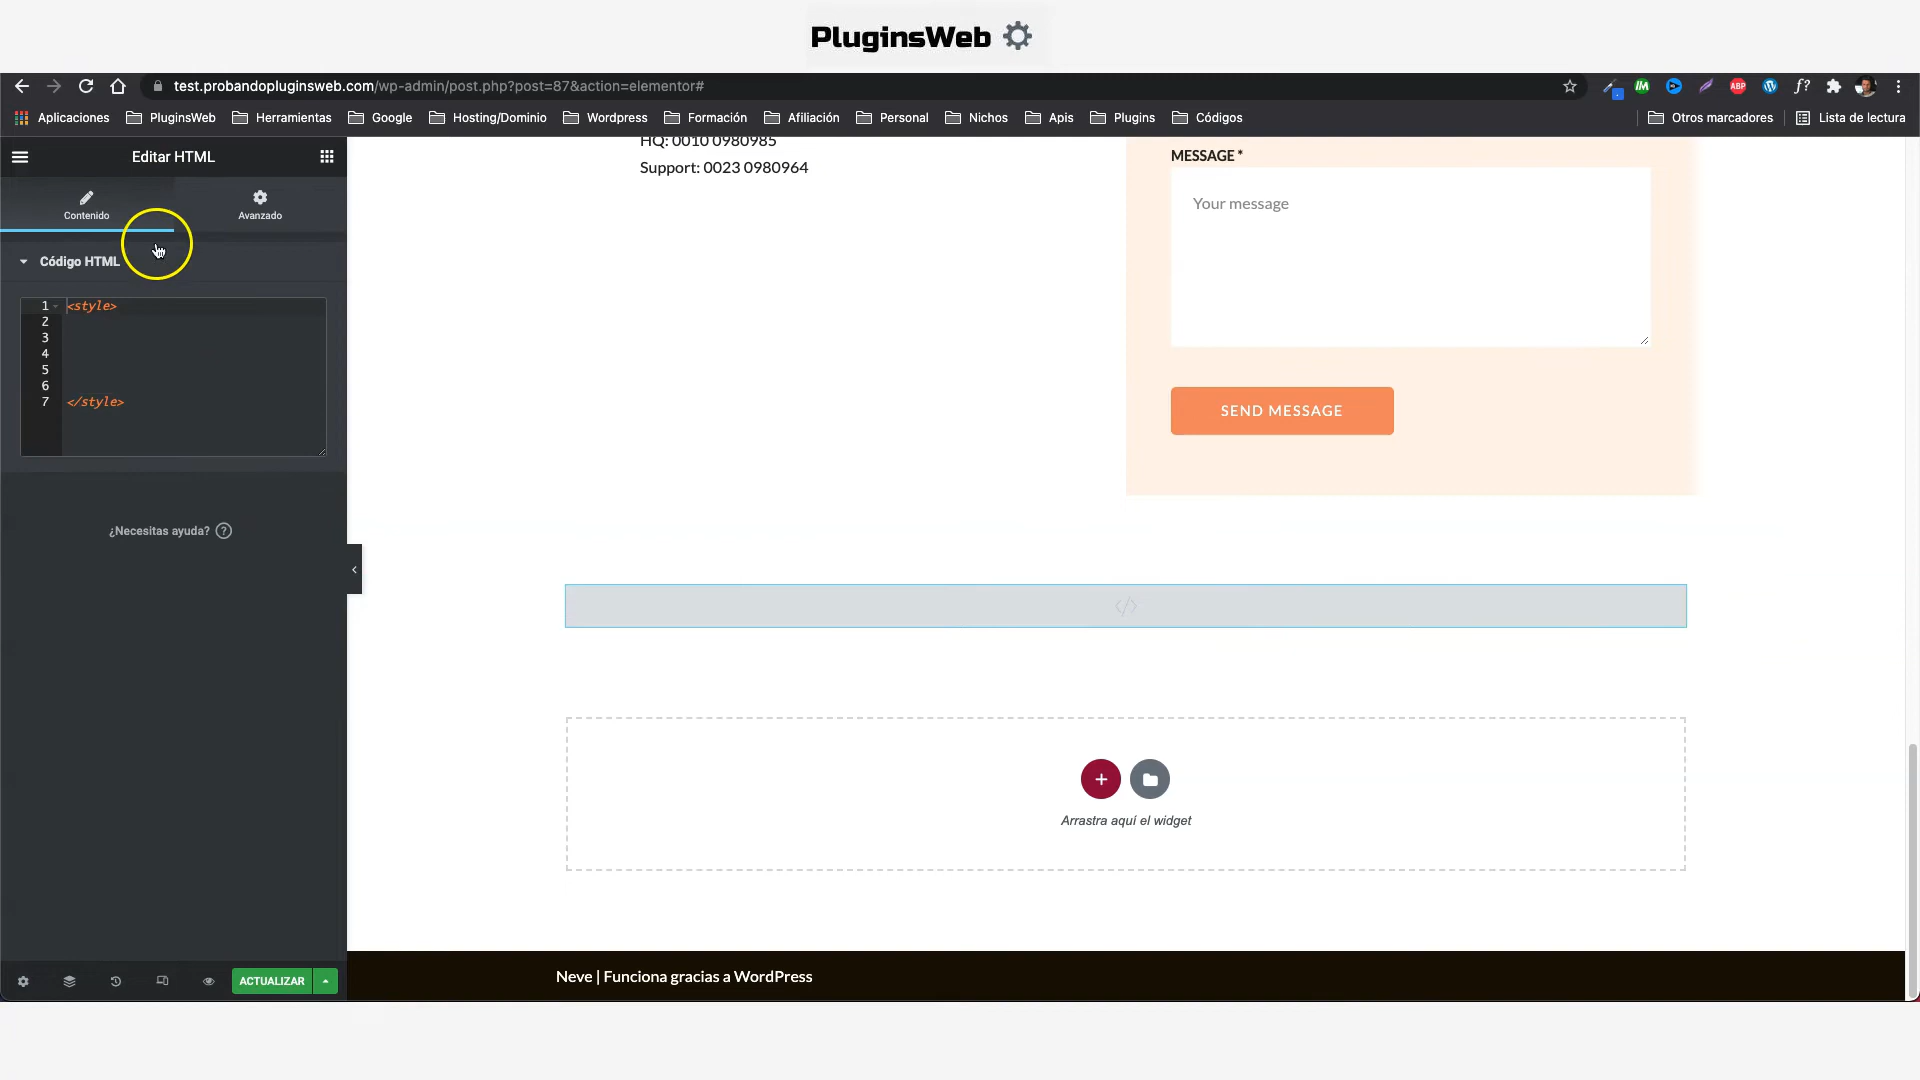 PluginsWeb
test.probandopluginsweb.com/wp-admin/post.php?post=87&action=elementor#
IM
ABP
f?
Aplicaciones PluginsWeb Herramientas Google Hosting/Dominio Wordpress Formación Afiliación Personal Nichos Apis Plugins Códigos Otros marcadores Lista de lectura
Editar HTML
Contenido Avanzado
Código HTML
1 <style>
2
3
4
5
6
7 </style>
¿Necesitas ayuda? ?
ACTUALIZAR
HQ: 0010 0980985
Support: 0023 0980964
MESSAGE *
Your message
SEND MESSAGE
</>
Arrastra aquí el widget
Neve | Funciona gracias a WordPress